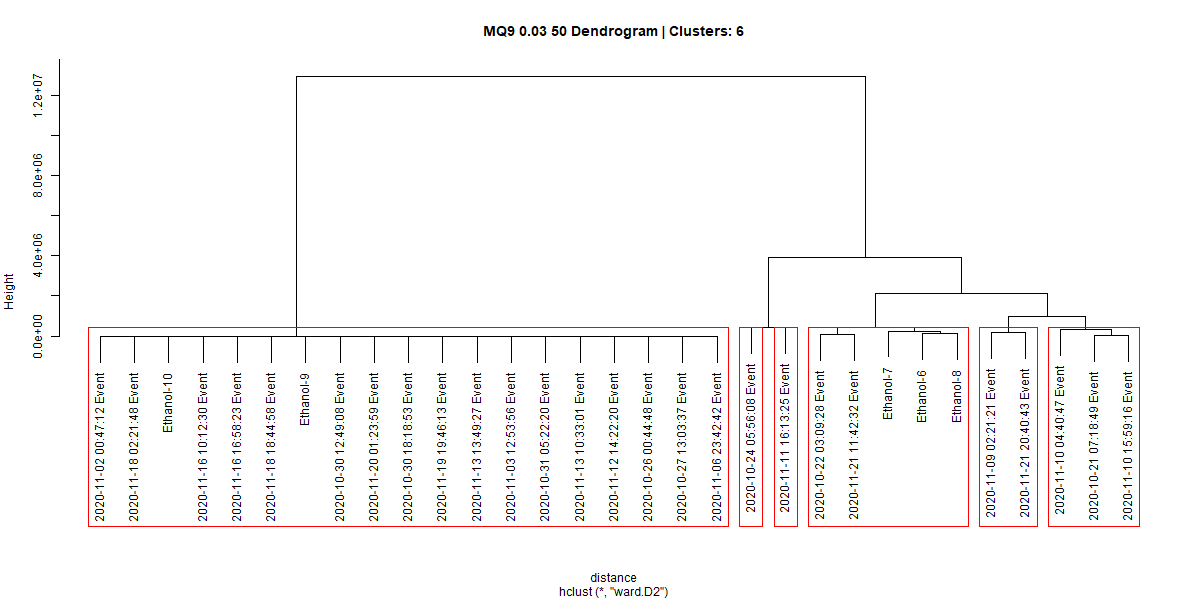 MQ9 0.03 50 Dendrogram | Clusters: 6
Height
1.2e+07
8.0e+06
4.0e+06
0.0e+00
2020-11-02 00:47:12 Event
2020-11-18 02:21:48 Event
Ethanol-10
2020-11-16 10:12:30 Event
2020-11-16 16:58:23 Event
2020-11-18 18:44:58 Event
Ethanol-9
2020-10-30 12:49:08 Event
2020-11-20 01:23:59 Event
2020-10-30 18:18:53 Event
2020-11-19 19:46:13 Event
2020-11-13 13:49:27 Event
2020-11-03 12:53:56 Event
2020-10-31 05:22:20 Event
2020-11-13 10:33:01 Event
2020-11-12 14:22:20 Event
2020-10-26 00:44:48 Event
2020-10-27 13:03:37 Event
2020-11-06 23:42:42 Event
2020-10-24 05:56:08 Event
2020-11-11 16:13:25 Event
2020-10-22 03:09:28 Event
2020-11-21 11:42:32 Event
Ethanol-7
Ethanol-6
Ethanol-8
2020-11-09 02:21:21 Event
2020-11-21 20:40:43 Event
2020-11-10 04:40:47 Event
2020-10-21 07:18:49 Event
2020-11-10 15:59:16 Event
distance
hclust (*, "ward.D2")